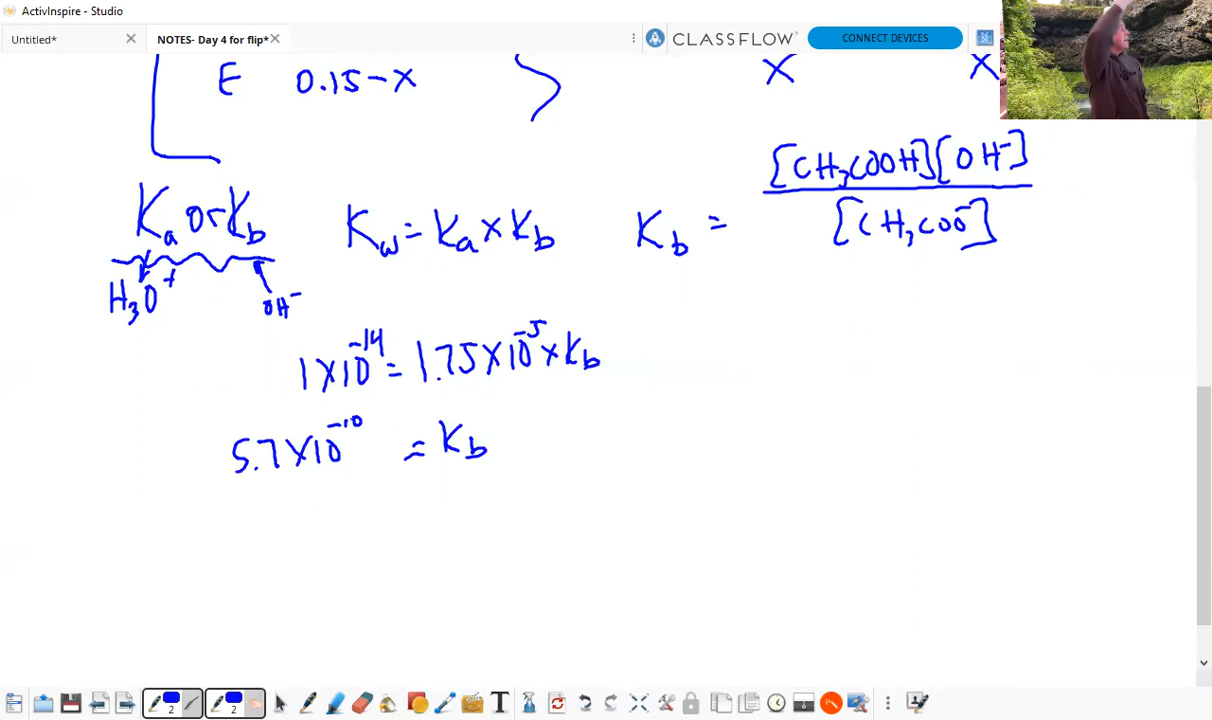 ActivInspire - Studio
Untitled*
NOTES- Day 4 for flip*
CLASSFLOW
CONNECT DEVICES
E 0.15-X X X
Ka or Kb Kw = Ka x Kb Kb = [CH3COOH][OH-] / [CH3COO-]
H3O+ OH-
1 x 10^-14 = 1.75 x 10^-5 x Kb
5.7 x 10^-10 = Kb
2 2 T